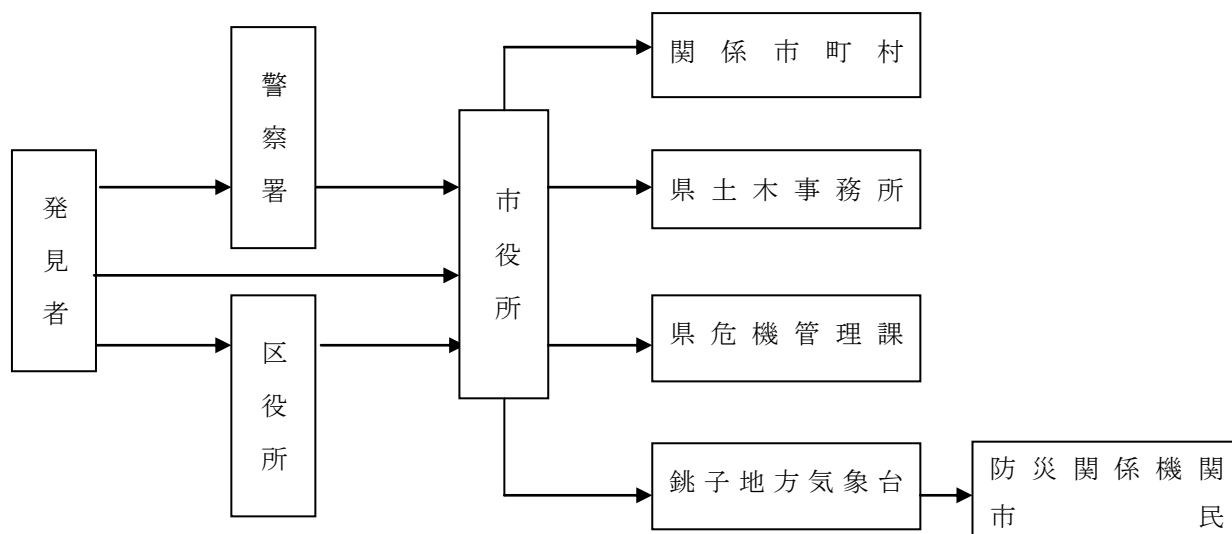 発見者
警察署
区役所
市役所
関係市町村
県土木事務所
県危機管理課
銚子地方気象台
防災関係機関
市民